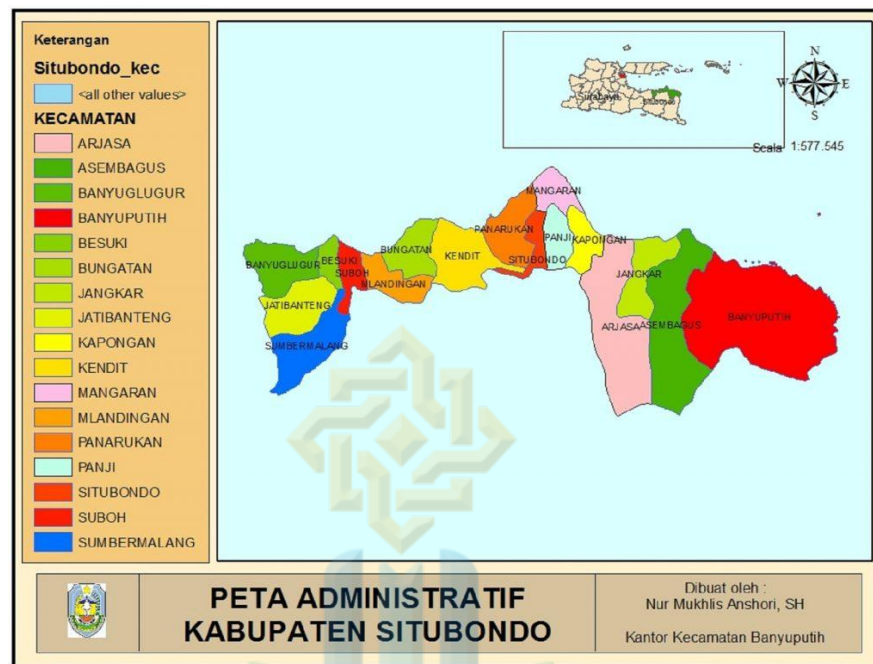 Keterangan
Situbondo_kec
<all other values>
KECAMATAN
ARJASA
ASEMBAGUS
BANYUGLUGUR
BANYUPUTIH
BESUKI
BUNGATAN
JANGKAR
JATIBANTENG
KAPONGAN
KENDIT
MANGARAN
MLANDINGAN
PANARUKAN
PANJI
SITUBONDO
SUBOH
SUMBERMALANG
Surabaya
Situbondo
N
W E
S
Scala 1:577.545
MANGARAN
PANARUKAN
PANJI
KAPONGAN
BUNGATAN
KENDIT
SITUBONDO
BANYUGLUGUR
BESUKI
SUBOH
MLANDINGAN
JANGKAR
JATIBANTENG
ARJASA
ASEMBAGUS
BANYUPUTIH
SUMBERMALANG
PETA ADMINISTRATIF
KABUPATEN SITUBONDO
Dibuat oleh :
Nur Mukhlis Anshori, SH
Kantor Kecamatan Banyuputih